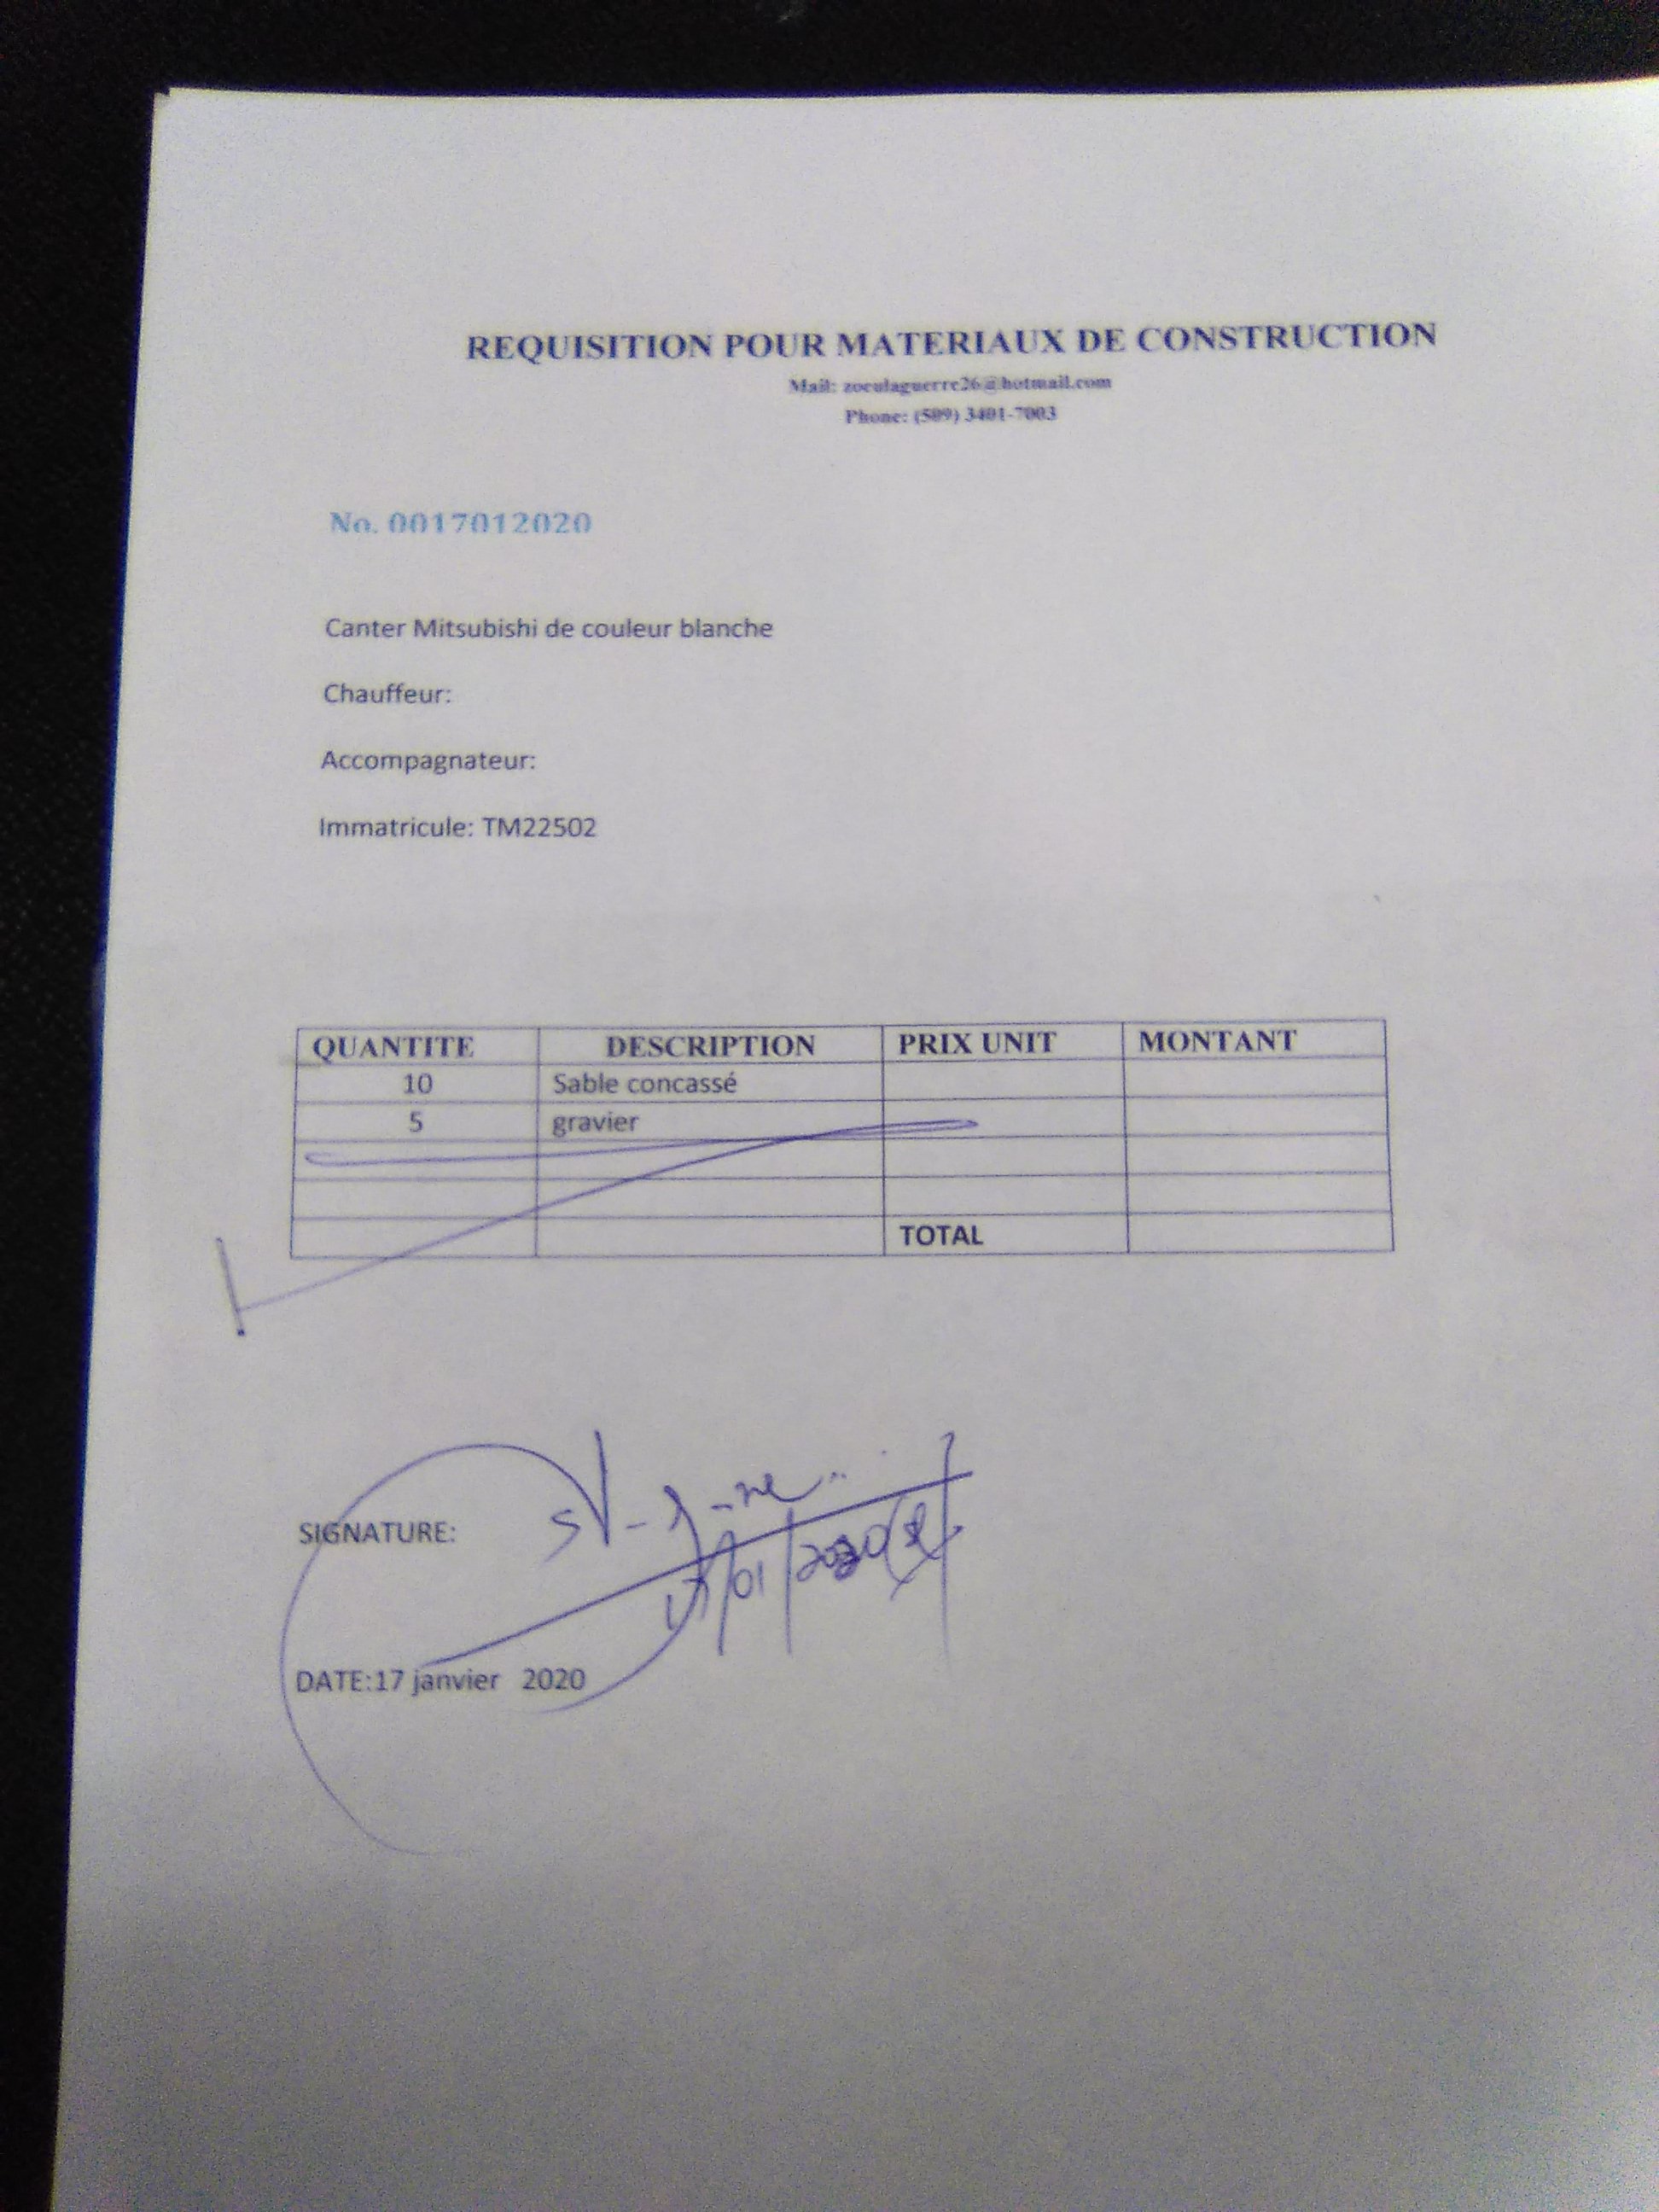 REQUISITION POUR MATERIAUX DE CONSTRUCTION
Mail: zoeulaguerre26@hotmail.com
Phone: (509) 3401-7003
No. 0017012020
Canter Mitsubishi de couleur blanche
Chauffeur:
Accompagnateur:
Immatricule: TM22502
QUANTITE DESCRIPTION PRIX UNIT MONTANT
10 Sable concassé
5 gravier
TOTAL
SIGNATURE:
17/01/2020
DATE:17 janvier 2020